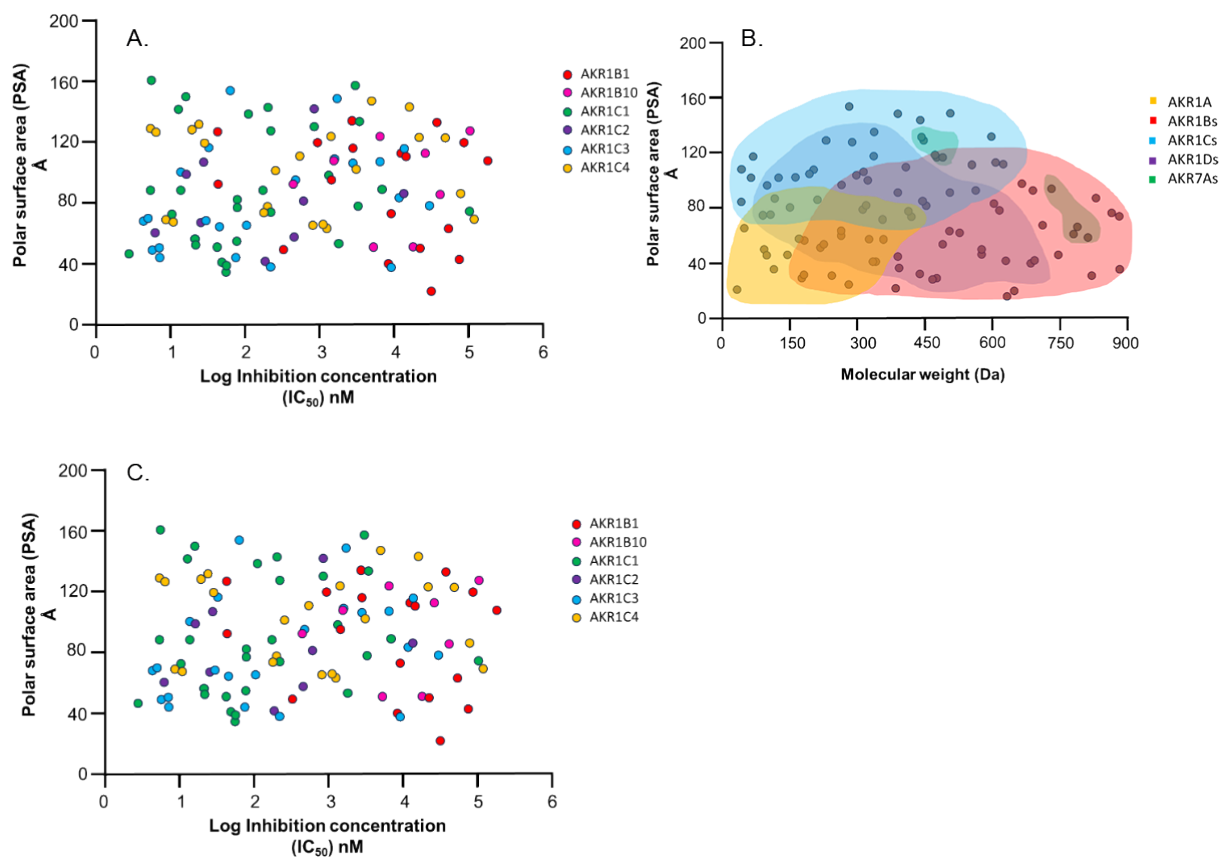 A.
200
160
120
80
40
0
Polar surface area (PSA)
Å
0 1 2 3 4 5 6
Log Inhibition concentration
(IC50) nM
AKR1B1
AKR1B10
AKR1C1
AKR1C2
AKR1C3
AKR1C4
B.
200
160
120
80
40
0
Polar surface area (PSA)
Å
0 150 300 450 600 750 900
Molecular weight (Da)
AKR1A
AKR1Bs
AKR1Cs
AKR1Ds
AKR7As
C.
200
160
120
80
40
0
Polar surface area (PSA)
Å
0 1 2 3 4 5 6
Log Inhibition concentration
(IC50) nM
AKR1B1
AKR1B10
AKR1C1
AKR1C2
AKR1C3
AKR1C4